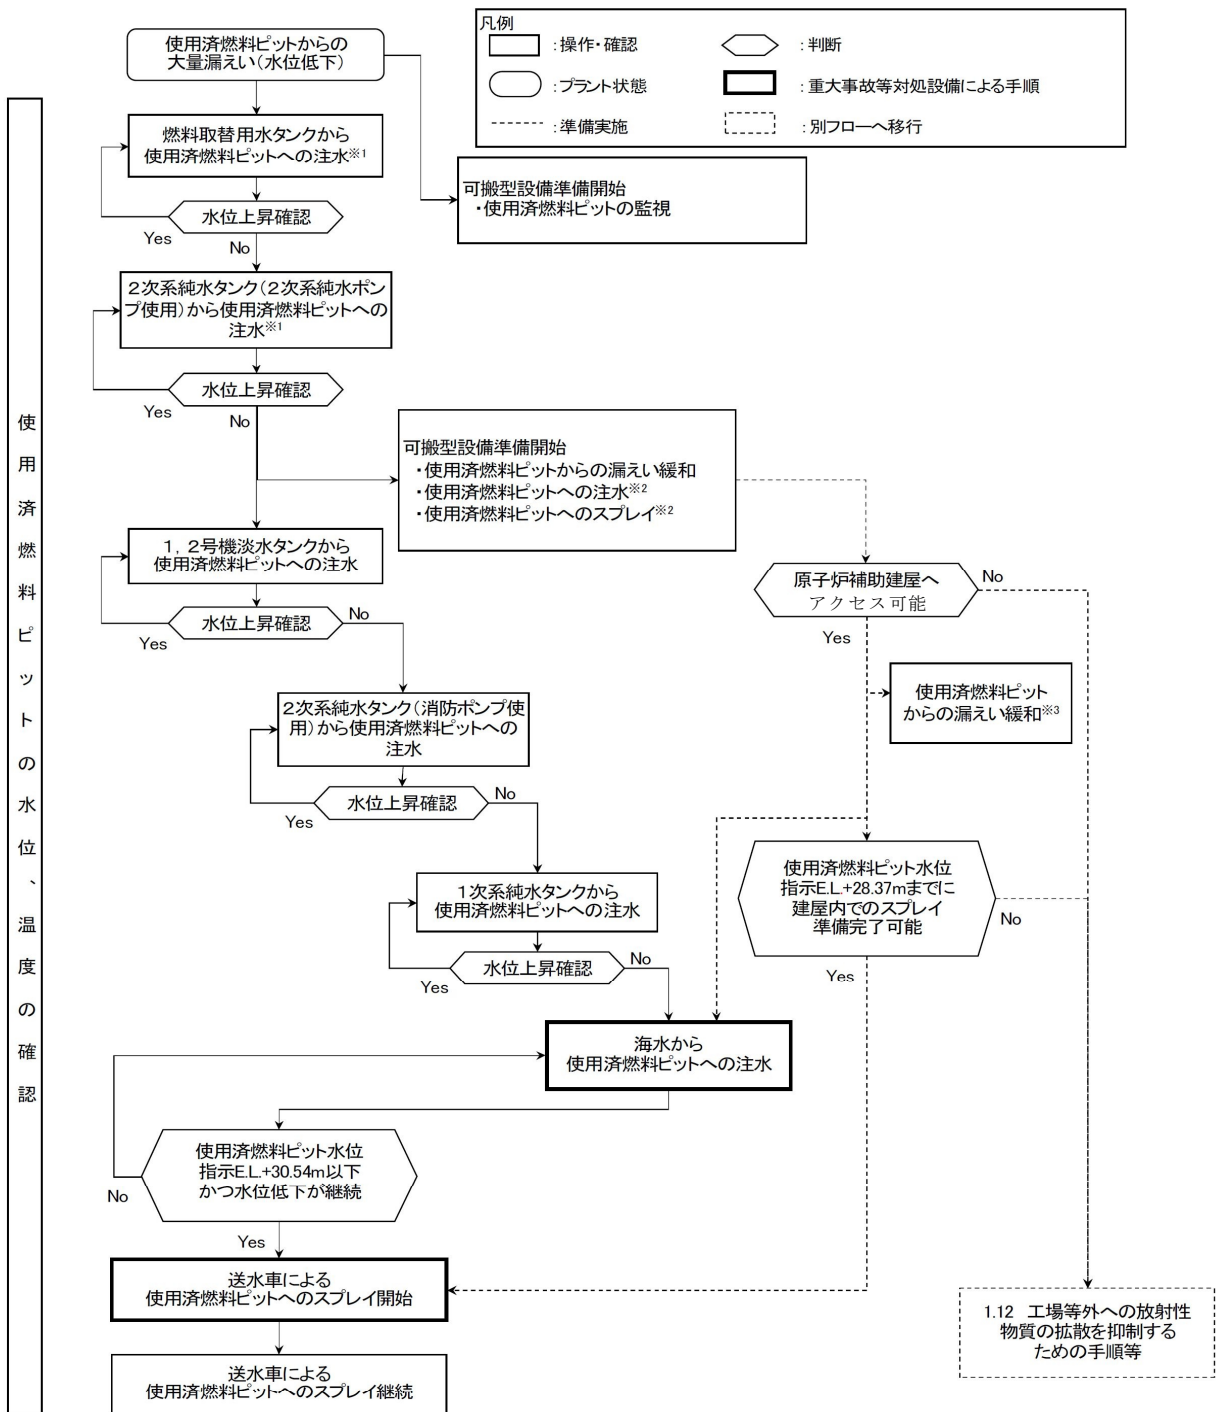 凡例
:操作・確認
:判断
:プラント状態
:重大事故等対処設備による手順
:準備実施
:別フローへ移行
使用済燃料ピットからの
大量漏えい(水位低下)
燃料取替用水タンクから
使用済燃料ピットへの注水※1
可搬型設備準備開始
・使用済燃料ピットの監視
水位上昇確認
Yes
No
2次系純水タンク(2次系純水ポン
プ使用)から使用済燃料ピットへの
注水※1
水位上昇確認
Yes
No
可搬型設備準備開始
・使用済燃料ピットからの漏えい緩和
・使用済燃料ピットへの注水※2
・使用済燃料ピットへのスプレイ※2
1,2号機淡水タンクから
使用済燃料ピットへの注水
水位上昇確認
Yes
No
原子炉補助建屋へ
アクセス可能
No
Yes
使用済燃料ピット
からの漏えい緩和※3
2次系純水タンク(消防ポンプ使
用)から使用済燃料ピットへの
注水
水位上昇確認
Yes
No
使用済燃料ピット水位
指示E.L.+28.37mまでに
建屋内でのスプレイ
準備完了可能
No
Yes
1次系純水タンクから
使用済燃料ピットへの注水
水位上昇確認
Yes
No
海水から
使用済燃料ピットへの注水
使用済燃料ピット水位
指示E.L.+30.54m以下
かつ水位低下が継続
No
Yes
送水車による
使用済燃料ピットへのスプレイ開始
送水車による
使用済燃料ピットへのスプレイ継続
1.12 工場等外への放射性
物質の拡散を抑制する
ための手順等
使用済燃料ピットの水位、温度の確認